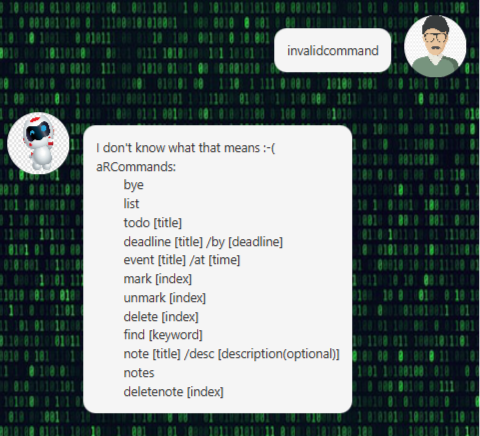 invalidcommand
I don't know what that means :-(
aRCommands:
bye
list
todo [title]
deadline [title] /by [deadline]
event [title] /at [time]
mark [index]
unmark [index]
delete [index]
find [keyword]
note [title] /desc [description(optional)]
notes
deletenote [index]